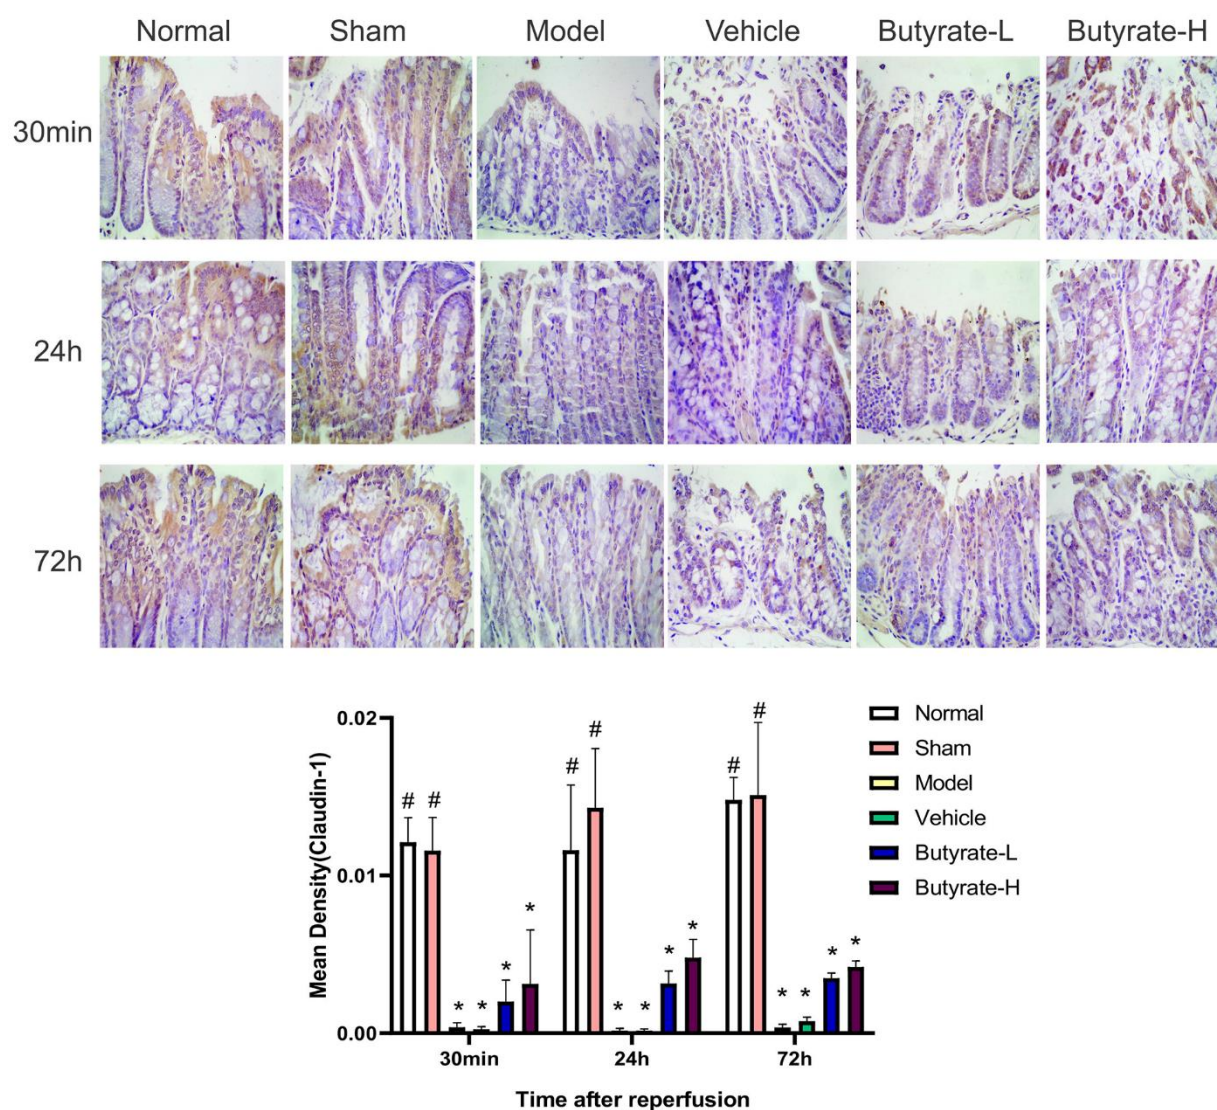 Normal Sham Model Vehicle Butyrate-L Butyrate-H
30min
24h
72h
Mean Density(Claudin-1)
0.02
0.01
0.00
# # * * * *
# # * * * *
# # * * * *
Normal
Sham
Model
Vehicle
Butyrate-L
Butyrate-H
30min 24h 72h
Time after reperfusion